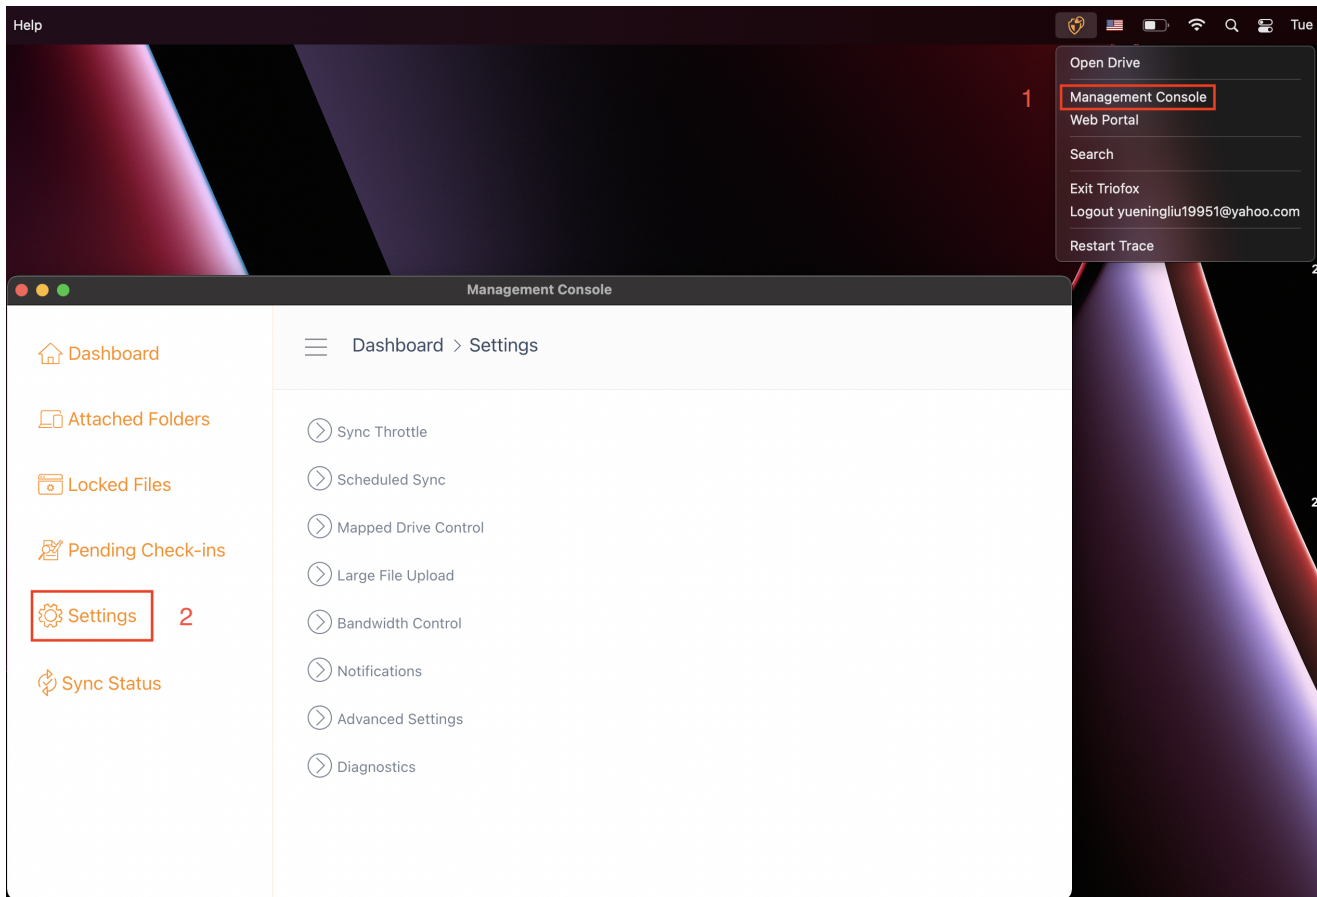 Help
Tue
Open Drive
1
Management Console
Web Portal
Search
Exit Triofox
Logout yueningliu19951@yahoo.com
Restart Trace
2
Management Console
Dashboard
Dashboard > Settings
Attached Folders
Sync Throttle
Locked Files
Scheduled Sync
Mapped Drive Control
Pending Check-ins
Large File Upload
Settings
2
Bandwidth Control
Sync Status
Notifications
Advanced Settings
Diagnostics
2